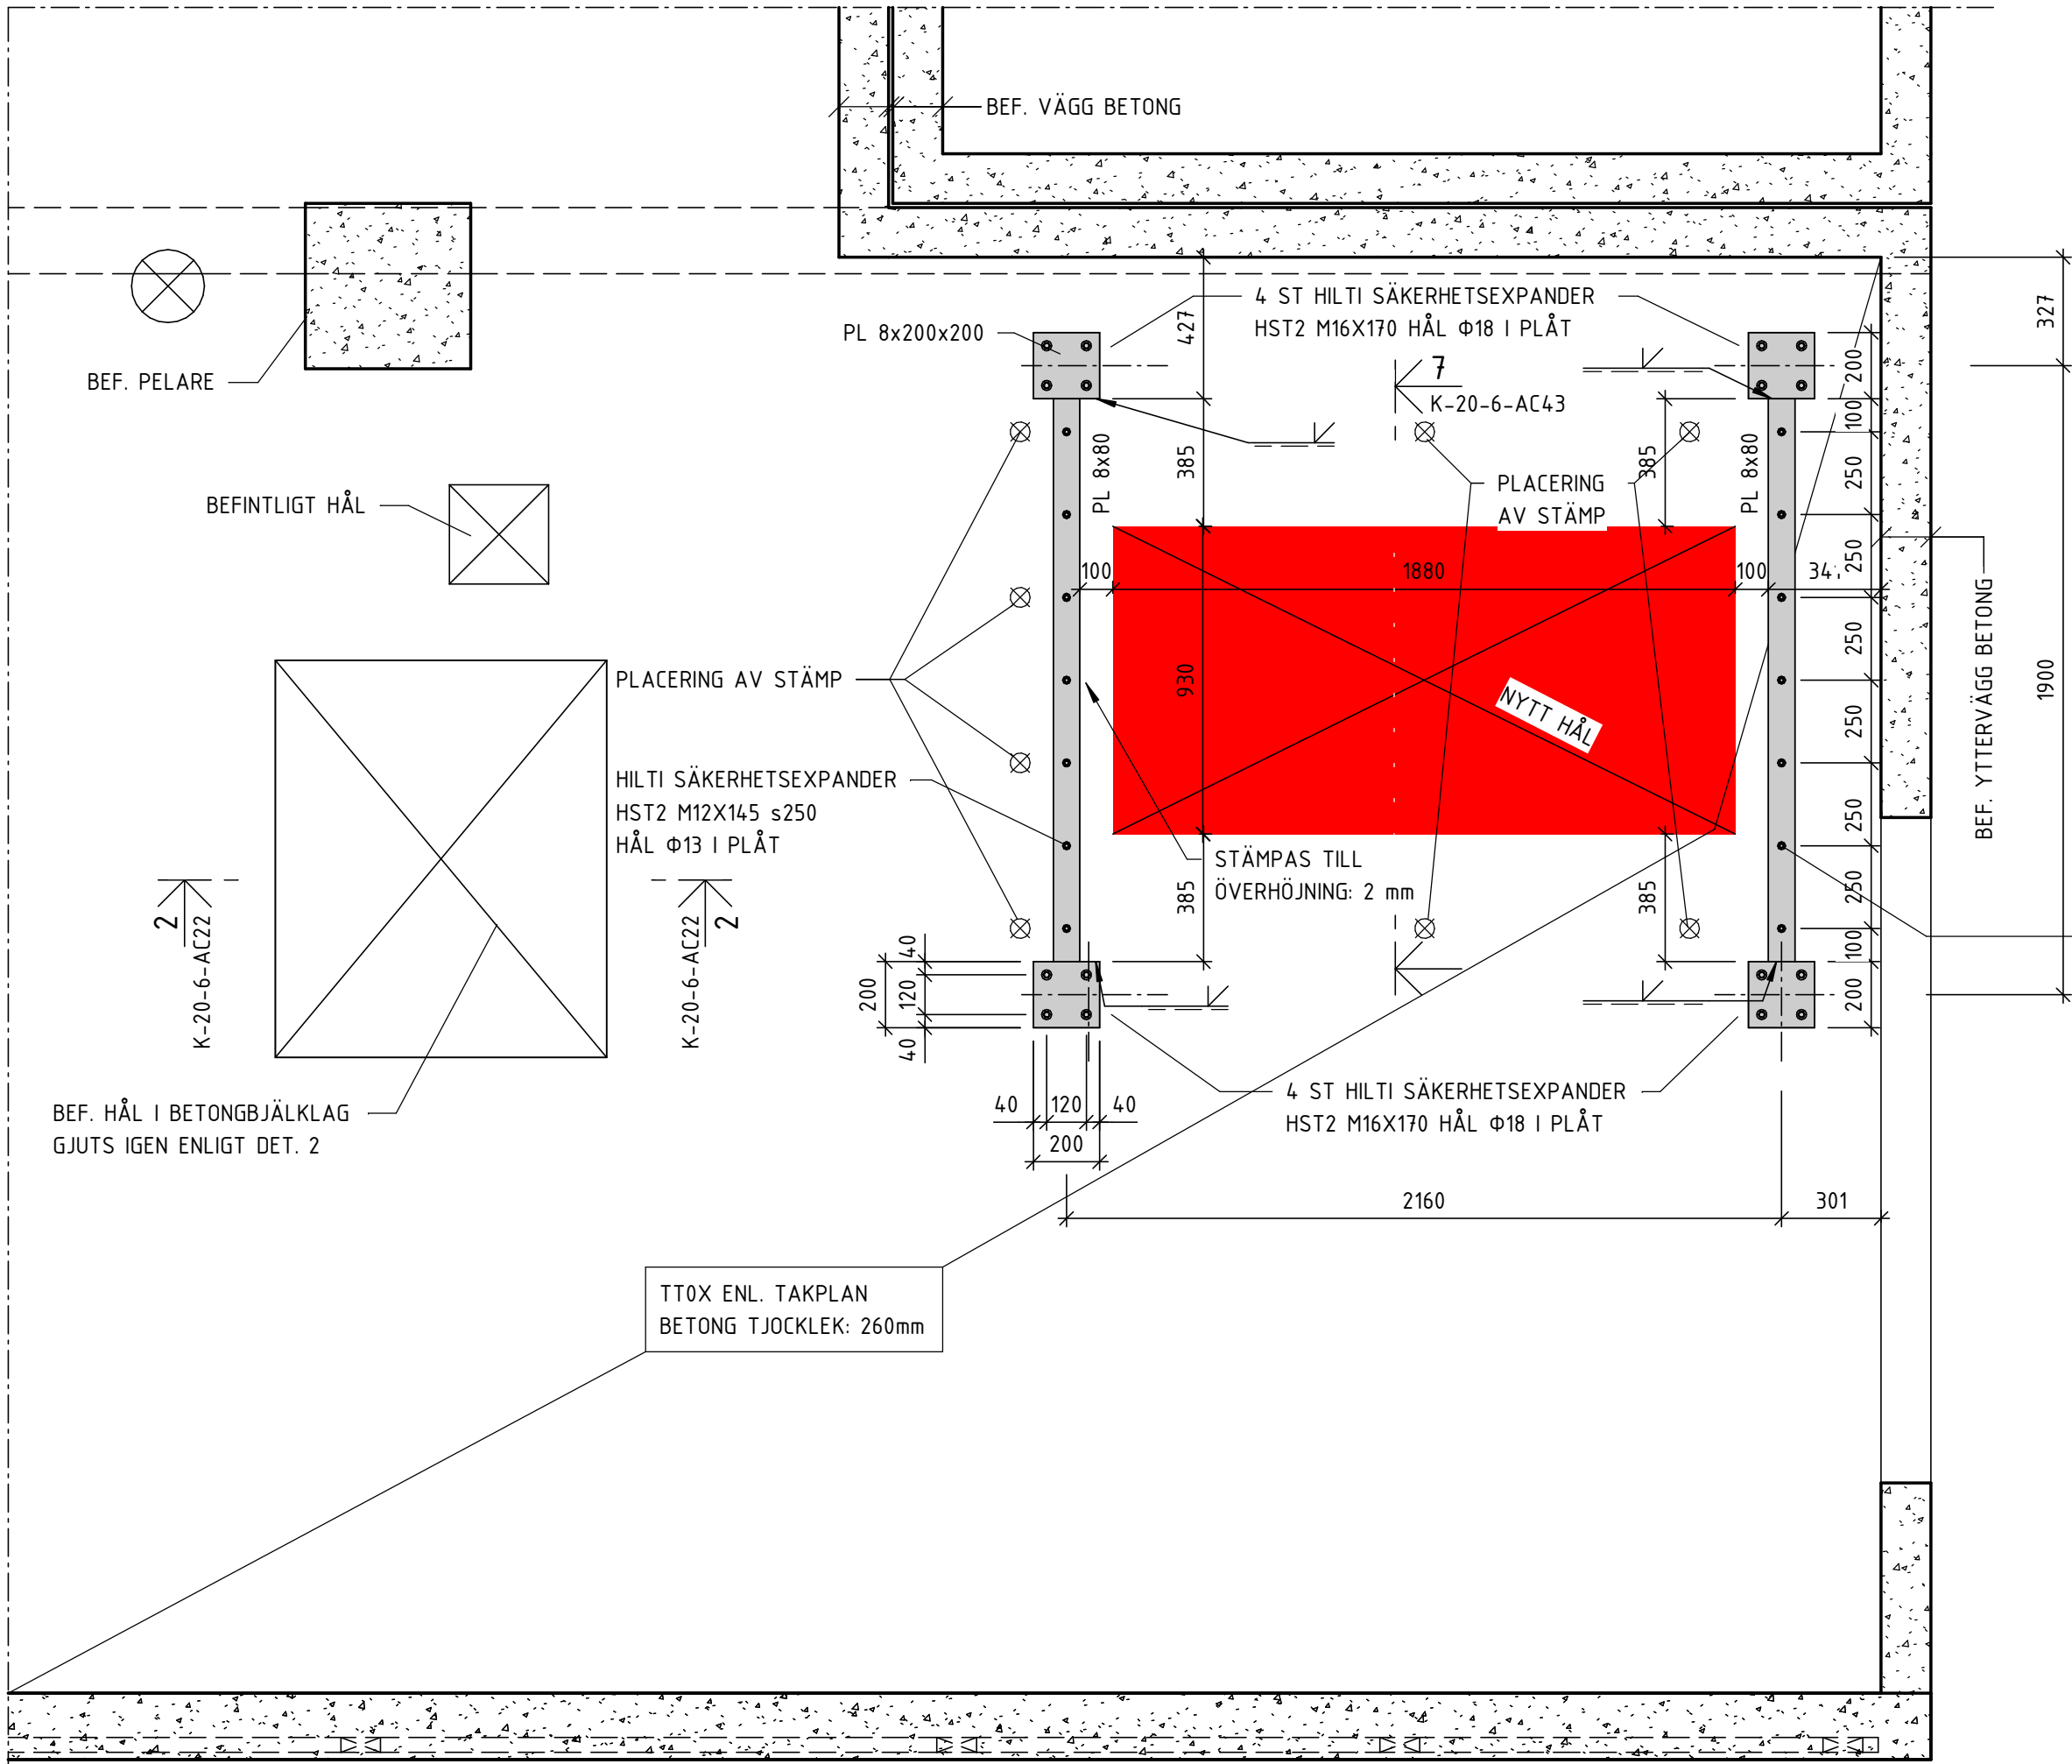 BEF. VÄGG BETONG
4 ST HILTI SÄKERHETSEXPANDER
HST2 M16X170 HÅL Φ18 I PLÅT
327
427
PL 8x200x200
7
K-20-6-AC43
200
BEF. PELARE
100
385
PL 8x80
385
PL 8x80
250
PLACERING
AV STÄMP
BEFINTLIGT HÅL
250
100
1880
100
BEF. YTTERVÄGG BETONG
250
930
1900
PLACERING AV STÄMP
NYTT HÅL
250
HILTI SÄKERHETSEXPANDER
HST2 M12X145 s250
HÅL Φ13 I PLÅT
250
STÄMPAS TILL
ÖVERHÖJNING: 2 mm
385
385
250
2
K-20-6-AC22
2
K-20-6-AC22
40
100
200
120
200
40
4 ST HILTI SÄKERHETSEXPANDER
HST2 M16X170 HÅL Φ18 I PLÅT
40
120
40
200
BEF. HÅL I BETONGBJÄLKLAG
GJUTS IGEN ENLIGT DET. 2
2160
301
TT0X ENL. TAKPLAN
BETONG TJOCKLEK: 260mm